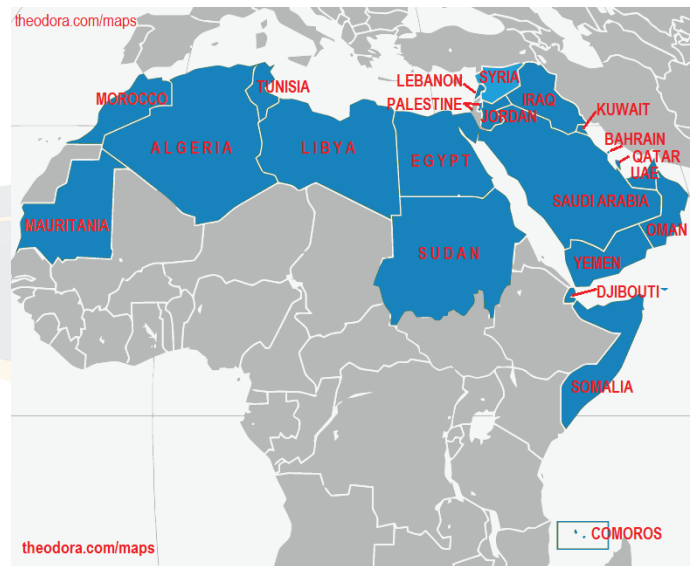 theodora.com/maps
TUNISIA
LEBANON
SYRIA
MOROCCO
IRAQ
PALESTINE
JORDAN
KUWAIT
BAHRAIN
ALGERIA
LIBYA
EGYPT
QATAR
UAE
SAUDI ARABIA
MAURITANIA
OMAN
SUDAN
YEMEN
DJIBOUTI
SOMALIA
COMOROS
theodora.com/maps